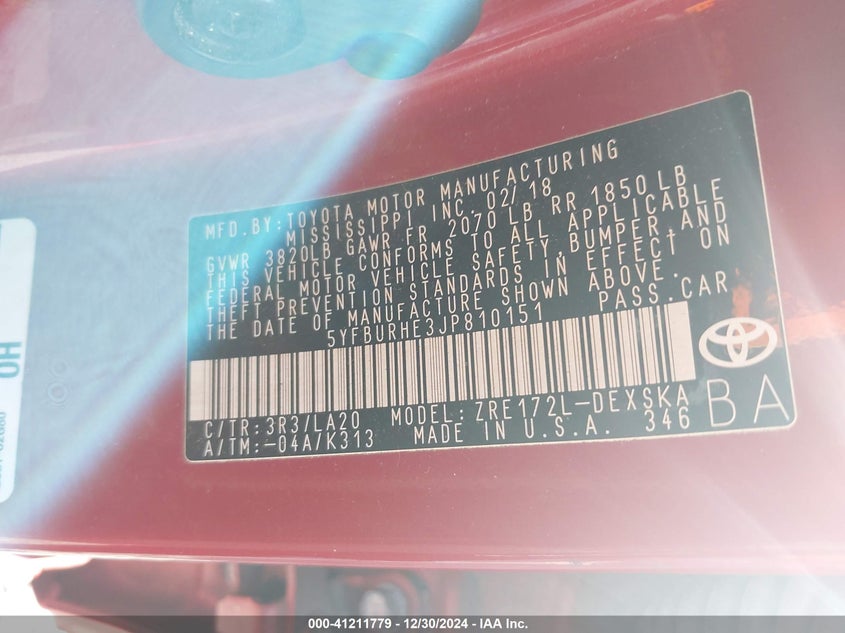 MFD.BY:TOYOTA MOTOR MANUFACTURING
MISSISSIPPI INC. 02/18
GVWR 3820LB GAWR FR 2070 LB RR 1850 LB
THIS VEHICLE CONFORMS TO ALL APPLICABLE
FEDERAL MOTOR VEHICLE SAFETY,BUMPER,AND
THEFT PREVENTION STANDARDS IN EFFECT ON
THE DATE OF MANUFACTURE SHOWN ABOVE.
5YFBURHE3JP810151 PASS.CAR
C/TR:3R3/LA20 MODEL: ZRE172L-DEXSKA
A/TM:-04A/K313 MADE IN U.S.A. 346
BA
TOYOTA
HO
000-41211779 - 12/30/2024 - IAA Inc.